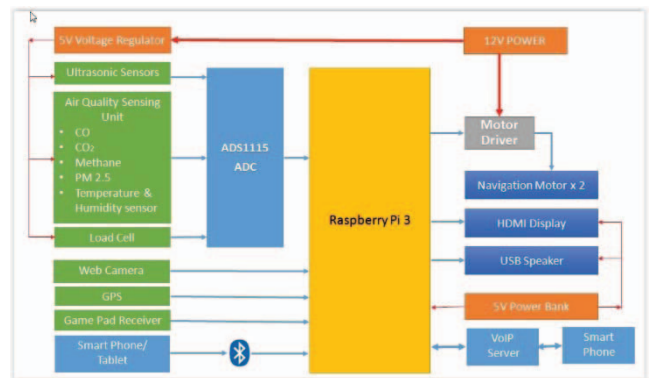 5V Voltage Regulator
12V POWER
Ultrasonic Sensors
Air Quality Sensing
Unit
• CO
• CO₂
• Methane
• PM 2.5
• Temperature &
Humidity sensor
Load Cell
ADS1115
ADC
Raspberry Pi 3
Motor
Driver
Navigation Motor x 2
HDMI Display
USB Speaker
5V Power Bank
Web Camera
GPS
Game Pad Receiver
Smart Phone/
Tablet
VoIP
Server
Smart
Phone